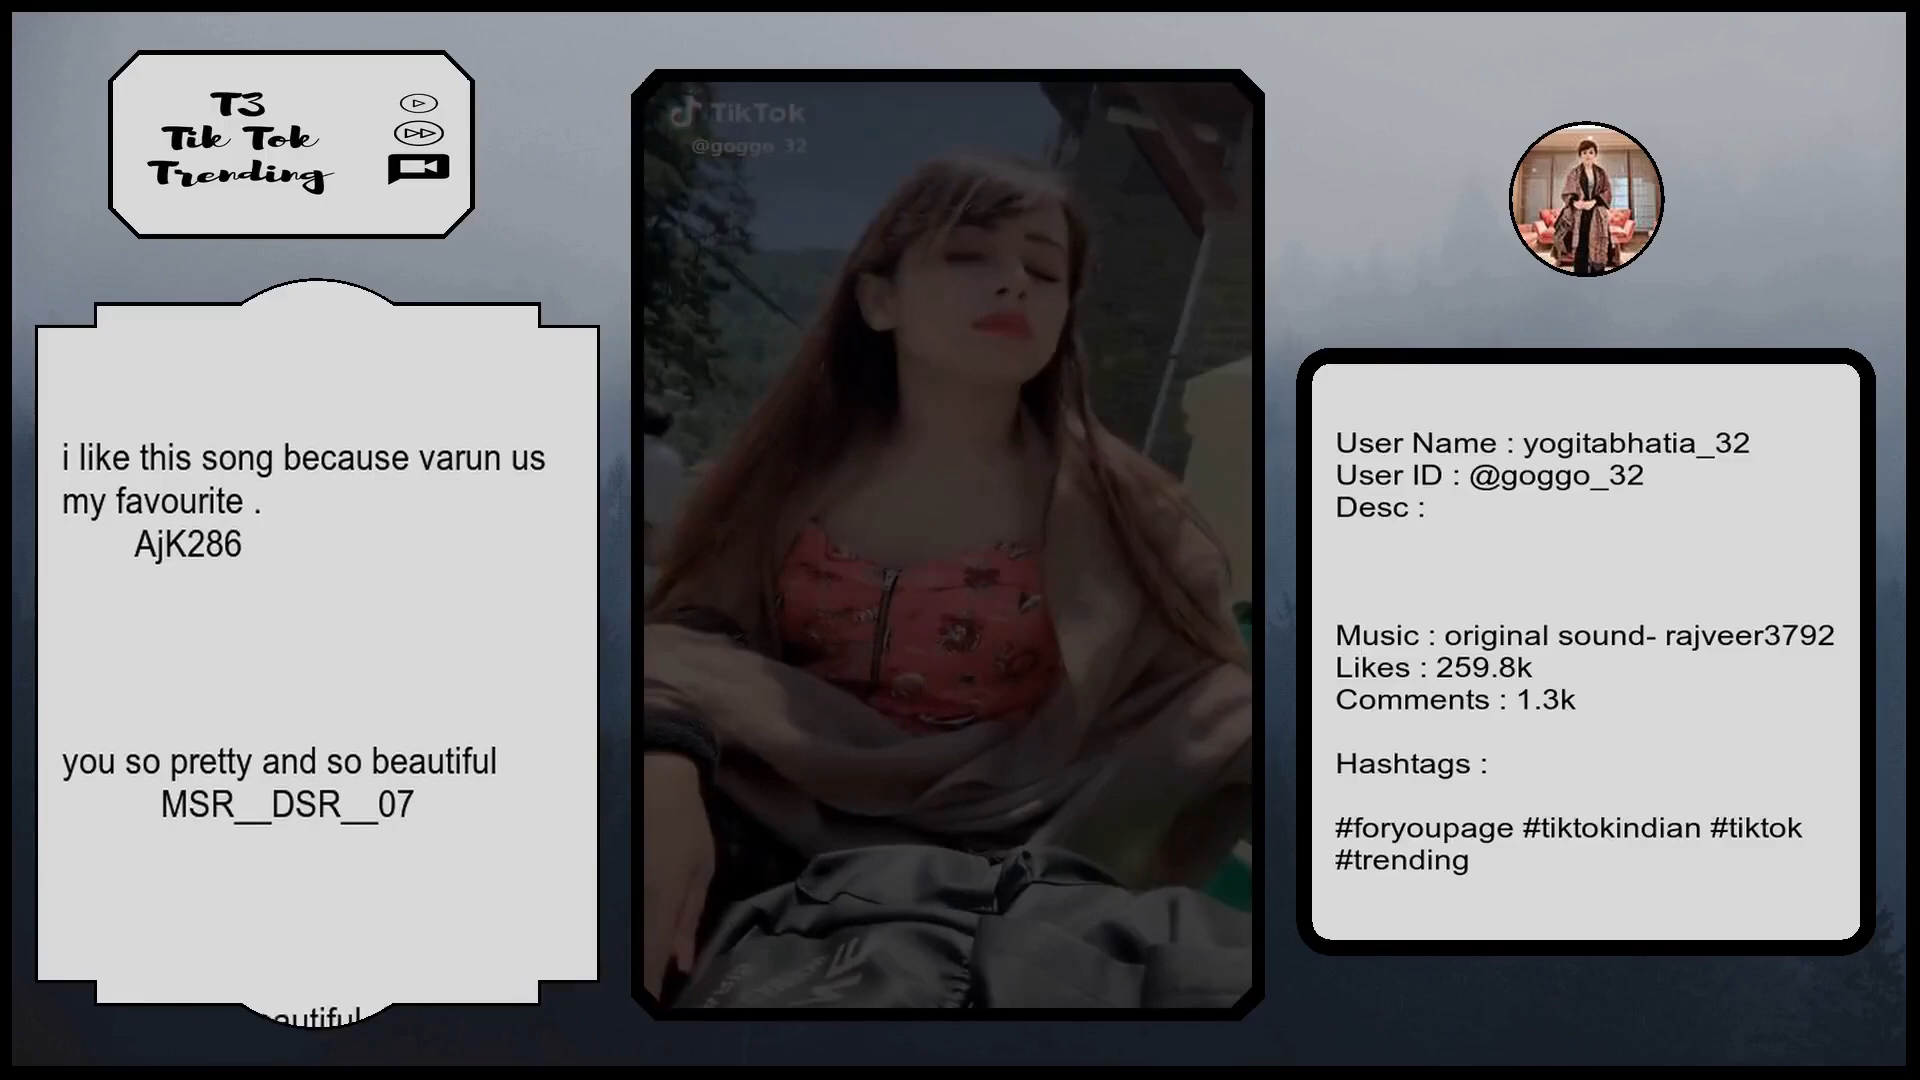 T3
Tik Tok
Trending
i like this song because varun us
my favourite .
AjK286
you so pretty and so beautiful
MSR__DSR__07
TikTok
@goggo_32
ME
User Name : yogitabhatia_32
User ID : @goggo_32
Desc :
Music : original sound- rajveer3792
Likes : 259.8k
Comments : 1.3k
Hashtags :
#foryoupage #tiktokindian #tiktok
#trending